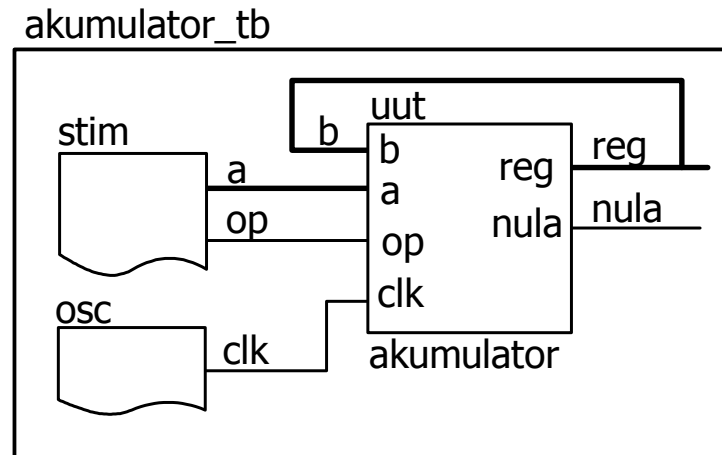 akumulator_tb
uut
stim
b
b
reg
reg
a
a
op
op
nula
nula
osc
clk
clk
akumulator